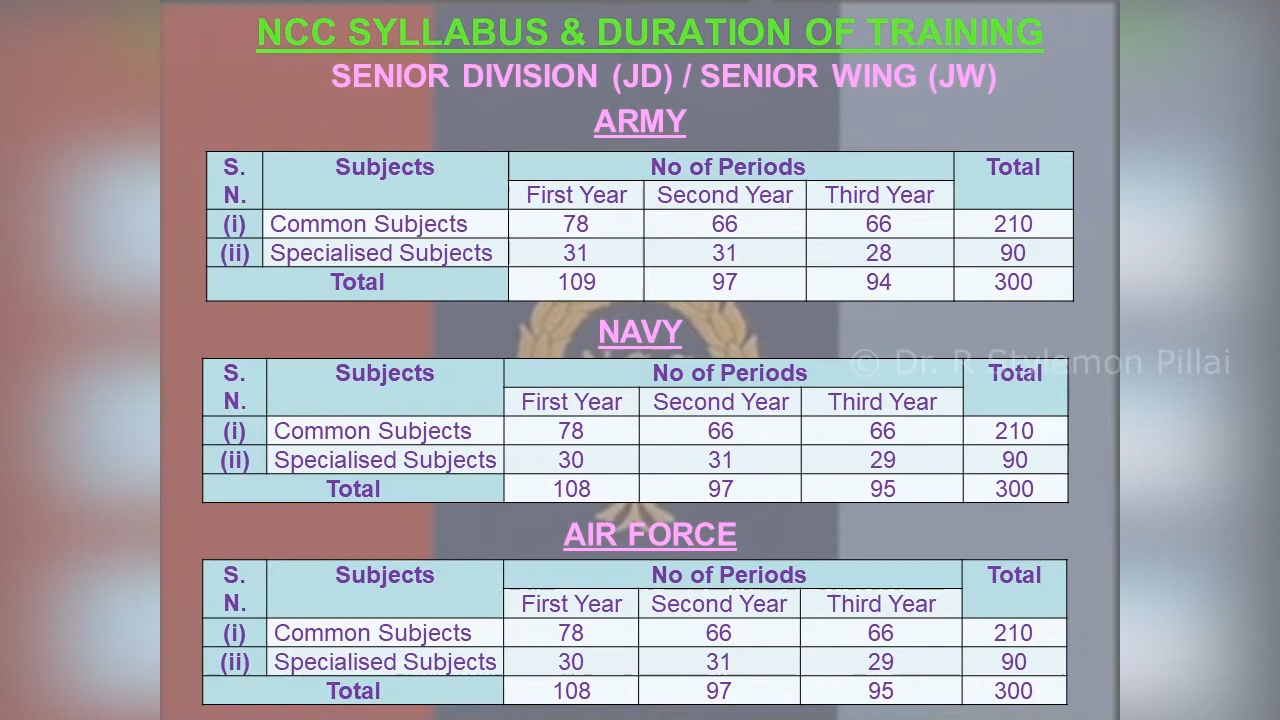 NCC SYLLABUS & DURATION OF TRAINING
SENIOR DIVISION (JD) / SENIOR WING (JW)
ARMY
S. N. Subjects No of Periods Total
First Year Second Year Third Year
(i) Common Subjects 78 66 66 210
(ii) Specialised Subjects 31 31 28 90
Total 109 97 94 300
NAVY
© Dr. R Stylemon Pillai
S. N. Subjects No of Periods Total
First Year Second Year Third Year
(i) Common Subjects 78 66 66 210
(ii) Specialised Subjects 30 31 29 90
Total 108 97 95 300
AIR FORCE
S. N. Subjects No of Periods Total
First Year Second Year Third Year
(i) Common Subjects 78 66 66 210
(ii) Specialised Subjects 30 31 29 90
Total 108 97 95 300